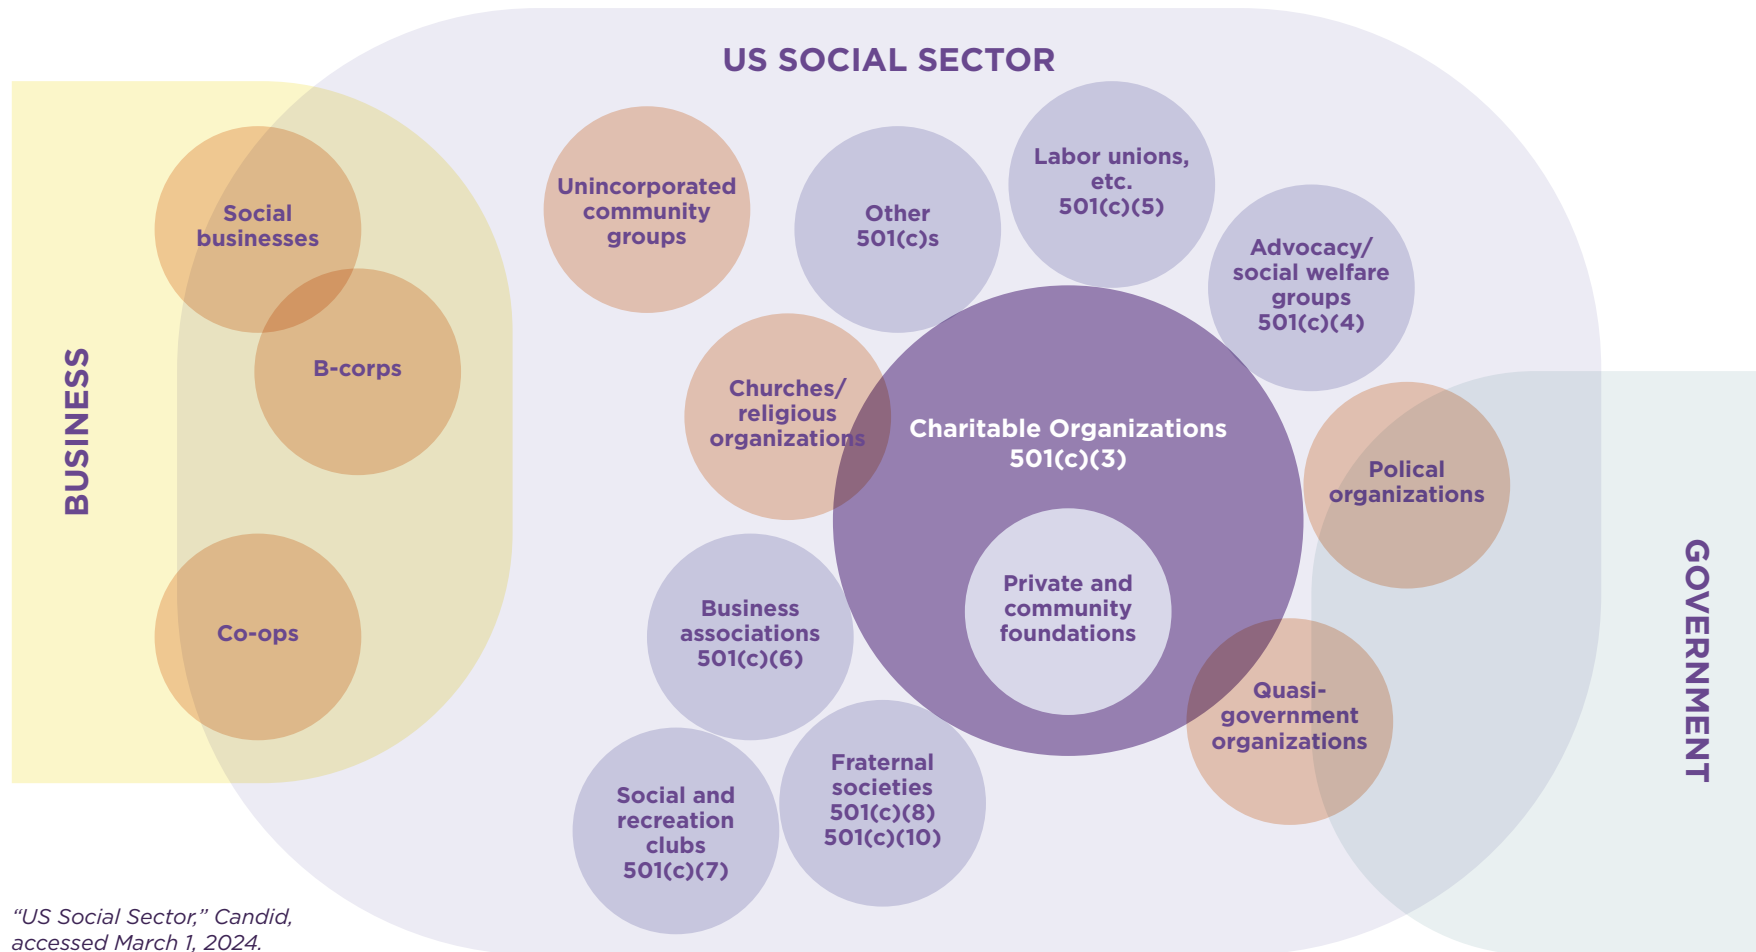 US SOCIAL SECTOR
BUSINESS
Social
businesses
B-corps
Co-ops
Unincorporated
community
groups
Other
501(c)s
Labor unions,
etc.
501(c)(5)
Advocacy/
social welfare
groups
501(c)(4)
Churches/
religious
organizations
Charitable Organizations
501(c)(3)
Private and
community
foundations
Polical
organizations
Quasi-
government
organizations
Business
associations
501(c)(6)
Social and
recreation
clubs
501(c)(7)
Fraternal
societies
501(c)(8)
501(c)(10)
GOVERNMENT
“US Social Sector,” Candid,
accessed March 1, 2024.